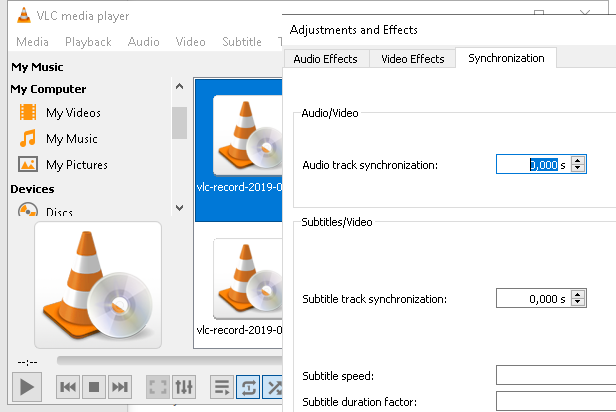 VLC media player
Media Playback Audio Video Subtitle
My Music
My Computer
My Videos
My Music
My Pictures
Devices
Discs
vlc-record-2019-0
vlc-record-2019-0
--:--
Adjustments and Effects
Audio Effects Video Effects Synchronization
Audio/Video
Audio track synchronization: 0,000 s
Subtitles/Video
Subtitle track synchronization: 0,000 s
Subtitle speed:
Subtitle duration factor: